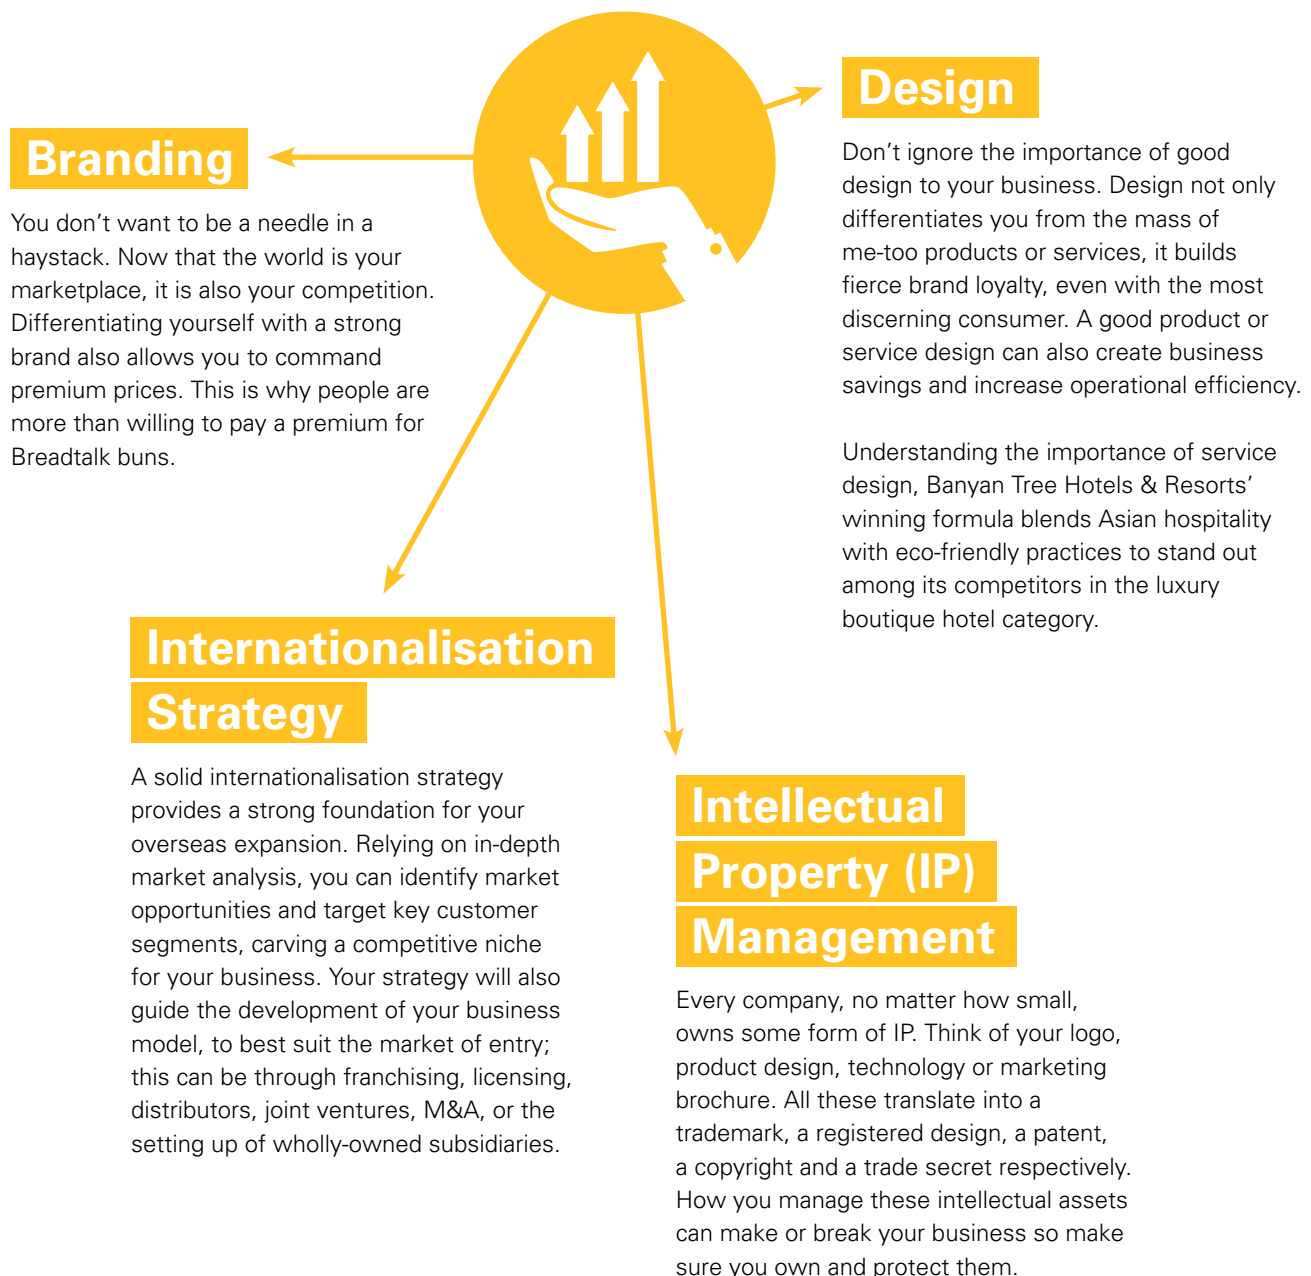 Branding
You don’t want to be a needle in a
haystack. Now that the world is your
marketplace, it is also your competition.
Differentiating yourself with a strong
brand also allows you to command
premium prices. This is why people are
more than willing to pay a premium for
Breadtalk buns.
Design
Don’t ignore the importance of good
design to your business. Design not only
differentiates you from the mass of
me-too products or services, it builds
fierce brand loyalty, even with the most
discerning consumer. A good product or
service design can also create business
savings and increase operational efficiency.
Understanding the importance of service
design, Banyan Tree Hotels & Resorts’
winning formula blends Asian hospitality
with eco-friendly practices to stand out
among its competitors in the luxury
boutique hotel category.
Internationalisation
Strategy
A solid internationalisation strategy
provides a strong foundation for your
overseas expansion. Relying on in-depth
market analysis, you can identify market
opportunities and target key customer
segments, carving a competitive niche
for your business. Your strategy will also
guide the development of your business
model, to best suit the market of entry;
this can be through franchising, licensing,
distributors, joint ventures, M&A, or the
setting up of wholly-owned subsidiaries.
Intellectual
Property (IP)
Management
Every company, no matter how small,
owns some form of IP. Think of your logo,
product design, technology or marketing
brochure. All these translate into a
trademark, a registered design, a patent,
a copyright and a trade secret respectively.
How you manage these intellectual assets
can make or break your business so make
sure you own and protect them.